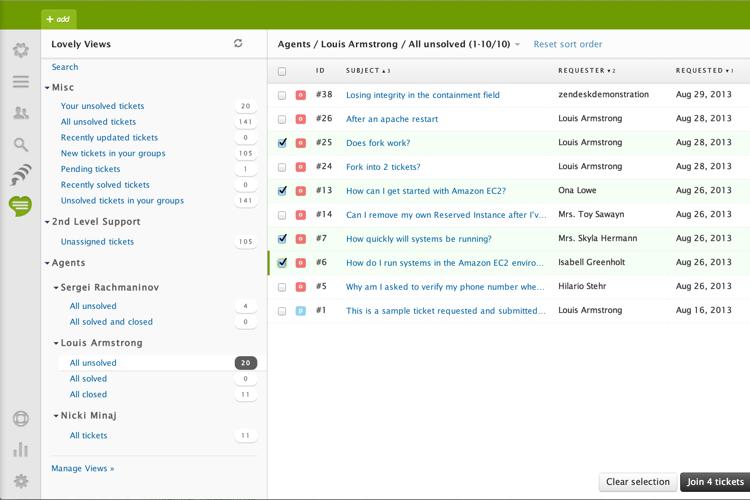 + add
Lovely Views
Search
Misc
Your unsolved tickets 20
All unsolved tickets 141
Recently updated tickets 0
New tickets in your groups 105
Pending tickets 1
Recently solved tickets 0
Unsolved tickets in your groups 141
2nd Level Support
Unassigned tickets 105
Agents
Sergei Rachmaninov
All unsolved 4
All solved and closed 0
Louis Armstrong
All unsolved 20
All solved 0
All closed 11
Nicki Minaj
All tickets 11
Manage Views »
Agents / Louis Armstrong / All unsolved (1-10/10) Reset sort order
ID SUBJECT ▲3 REQUESTER ▼2 REQUESTED ▼1
o #38 Losing integrity in the containment field zendeskdemonstration Aug 29, 2013
o #26 After an apache restart Louis Armstrong Aug 28, 2013
o #25 Does fork work? Louis Armstrong Aug 28, 2013
o #24 Fork into 2 tickets? Louis Armstrong Aug 28, 2013
o #13 How can I get started with Amazon EC2? Ona Lowe Aug 26, 2013
o #14 Can I remove my own Reserved Instance after I'v... Mrs. Toy Sawayn Aug 26, 2013
o #7 How quickly will systems be running? Mrs. Skyla Hermann Aug 26, 2013
o #6 How do I run systems in the Amazon EC2 enviro... Isabell Greenholt Aug 26, 2013
o #5 Why am I asked to verify my phone number whe... Hilario Stehr Aug 26, 2013
p #1 This is a sample ticket requested and submitted... Louis Armstrong Aug 16, 2013
Clear selection Join 4 tickets